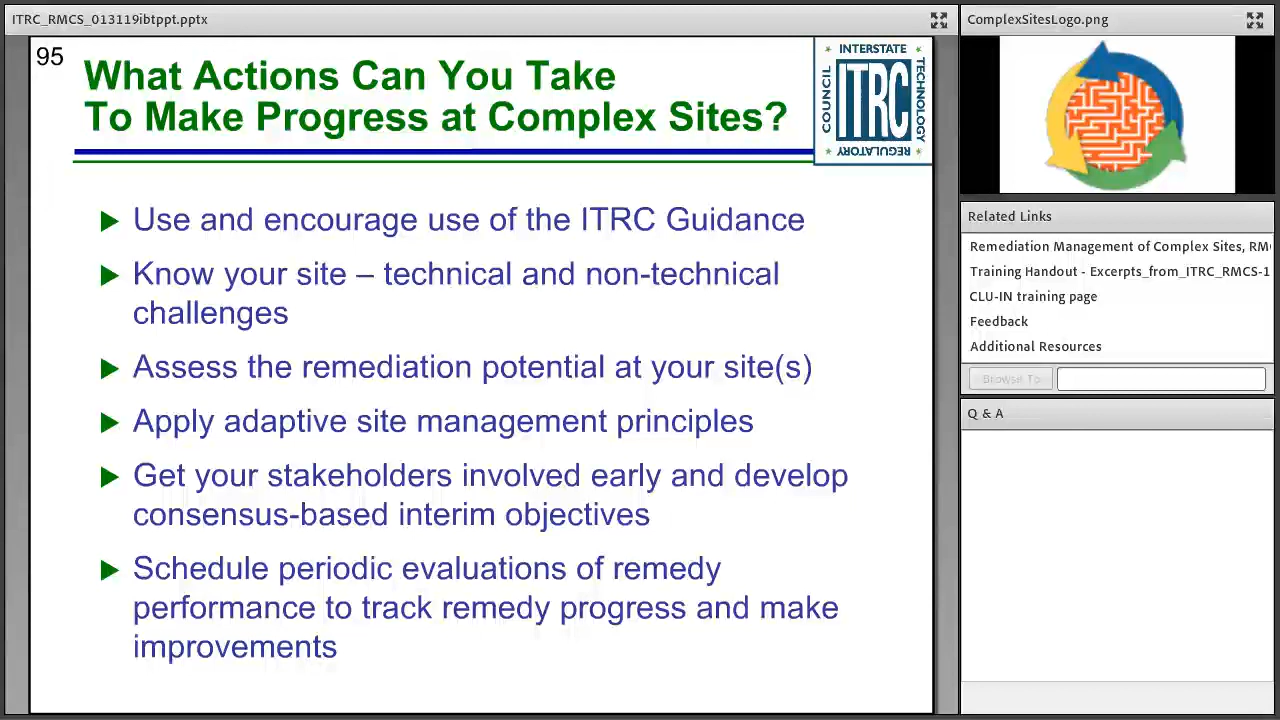 ITRC_RMCS_013119ibtppt.pptx
95
What Actions Can You Take
To Make Progress at Complex Sites?
INTERSTATE
COUNCIL
ITRC
TECHNOLOGY
REGULATORY
Use and encourage use of the ITRC Guidance
Know your site – technical and non-technical
challenges
Assess the remediation potential at your site(s)
Apply adaptive site management principles
Get your stakeholders involved early and develop
consensus-based interim objectives
Schedule periodic evaluations of remedy
performance to track remedy progress and make
improvements
ComplexSitesLogo.png
Related Links
Remediation Management of Complex Sites, RM
Training Handout - Excerpts_from_ITRC_RMCS-1
CLU-IN training page
Feedback
Additional Resources
Browse To
Q & A